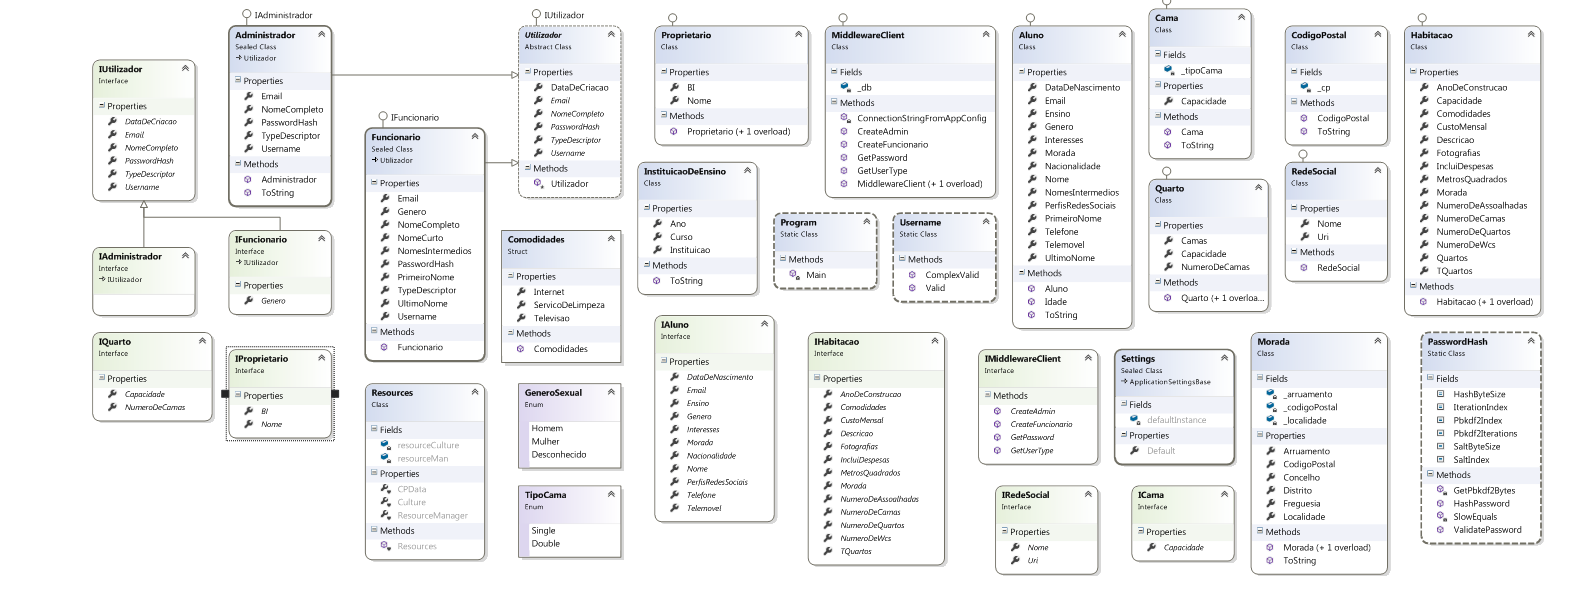 IAdministrador
Administrador
Sealed Class
Utilizador
Properties
Email
NomeCompleto
PasswordHash
TypeDescriptor
Username
Methods
Administrador
ToString
IUtilizador
Interface
Properties
DataDeCriacao
Email
NomeCompleto
PasswordHash
TypeDescriptor
Username
IAdministrador
Interface
IUtilizador
IFuncionario
Interface
IUtilizador
Properties
Genero
IQuarto
Interface
Properties
Capacidade
NumeroDeCamas
IProprietario
Interface
Properties
BI
Nome
IFuncionario
Funcionario
Sealed Class
Utilizador
Properties
Email
Genero
NomeCompleto
NomeCurto
NomesIntermedios
PasswordHash
PrimeiroNome
TypeDescriptor
UltimoNome
Username
Methods
Funcionario
Resources
Class
Fields
resourceCulture
resourceMan
Properties
CPData
Culture
ResourceManager
Methods
Resources
IUtilizador
Utilizador
Abstract Class
Properties
DataDeCriacao
Email
NomeCompleto
PasswordHash
TypeDescriptor
Username
Methods
Utilizador
Comodidades
Struct
Properties
Internet
ServicoDeLimpeza
Televisao
Methods
Comodidades
GeneroSexual
Enum
Homem
Mulher
Desconhecido
TipoCama
Enum
Single
Double
Proprietario
Class
Properties
BI
Nome
Methods
Proprietario (+ 1 overload)
InstituicaoDeEnsino
Class
Properties
Ano
Curso
Instituicao
Methods
ToString
IAluno
Interface
Properties
DataDeNascimento
Email
Ensino
Genero
Interesses
Morada
Nacionalidade
Nome
PerfisRedesSociais
Telefone
Telemovel
MiddlewareClient
Class
Fields
_db
Methods
ConnectionStringFromAppConfig
CreateAdmin
CreateFuncionario
GetPassword
GetUserType
MiddlewareClient (+ 1 overload)
Program
Static Class
Methods
Main
Username
Static Class
Methods
ComplexValid
Valid
IHabitacao
Interface
Properties
AnoDeConstrucao
Comodidades
CustoMensal
Descricao
Fotografias
IncluiDespesas
MetrosQuadrados
Morada
NumeroDeAssoalhadas
NumeroDeCamas
NumeroDeQuartos
NumeroDeWcs
TQuartos
Aluno
Class
Properties
DataDeNascimento
Email
Ensino
Genero
Interesses
Morada
Nacionalidade
Nome
NomesIntermedios
PerfisRedesSociais
PrimeiroNome
Telefone
Telemovel
UltimoNome
Methods
Aluno
Idade
ToString
IMiddlewareClient
Interface
Methods
CreateAdmin
CreateFuncionario
GetPassword
GetUserType
IRedeSocial
Interface
Properties
Nome
Uri
Cama
Class
Fields
_tipoCama
Properties
Capacidade
Methods
Cama
ToString
Quarto
Class
Properties
Camas
Capacidade
NumeroDeCamas
Methods
Quarto (+ 1 overloa...
Settings
Sealed Class
ApplicationSettingsBase
Fields
defaultInstance
Properties
Default
ICama
Interface
Properties
Capacidade
CodigoPostal
Class
Fields
_cp
Methods
CodigoPostal
ToString
RedeSocial
Class
Properties
Nome
Uri
Methods
RedeSocial
Morada
Class
Fields
_arruamento
_codigoPostal
_localidade
Properties
Arruamento
CodigoPostal
Concelho
Distrito
Freguesia
Localidade
Methods
Morada (+ 1 overload)
ToString
Habitacao
Class
Properties
AnoDeConstrucao
Capacidade
Comodidades
CustoMensal
Descricao
Fotografias
IncluiDespesas
MetrosQuadrados
Morada
NumeroDeAssoalhadas
NumeroDeCamas
NumeroDeQuartos
NumeroDeWcs
Quartos
TQuartos
Methods
Habitacao (+ 1 overload)
PasswordHash
Static Class
Fields
HashByteSize
IterationIndex
Pbkdf2Index
Pbkdf2Iterations
SaltByteSize
SaltIndex
Methods
GetPbkdf2Bytes
HashPassword
SlowEquals
ValidatePassword